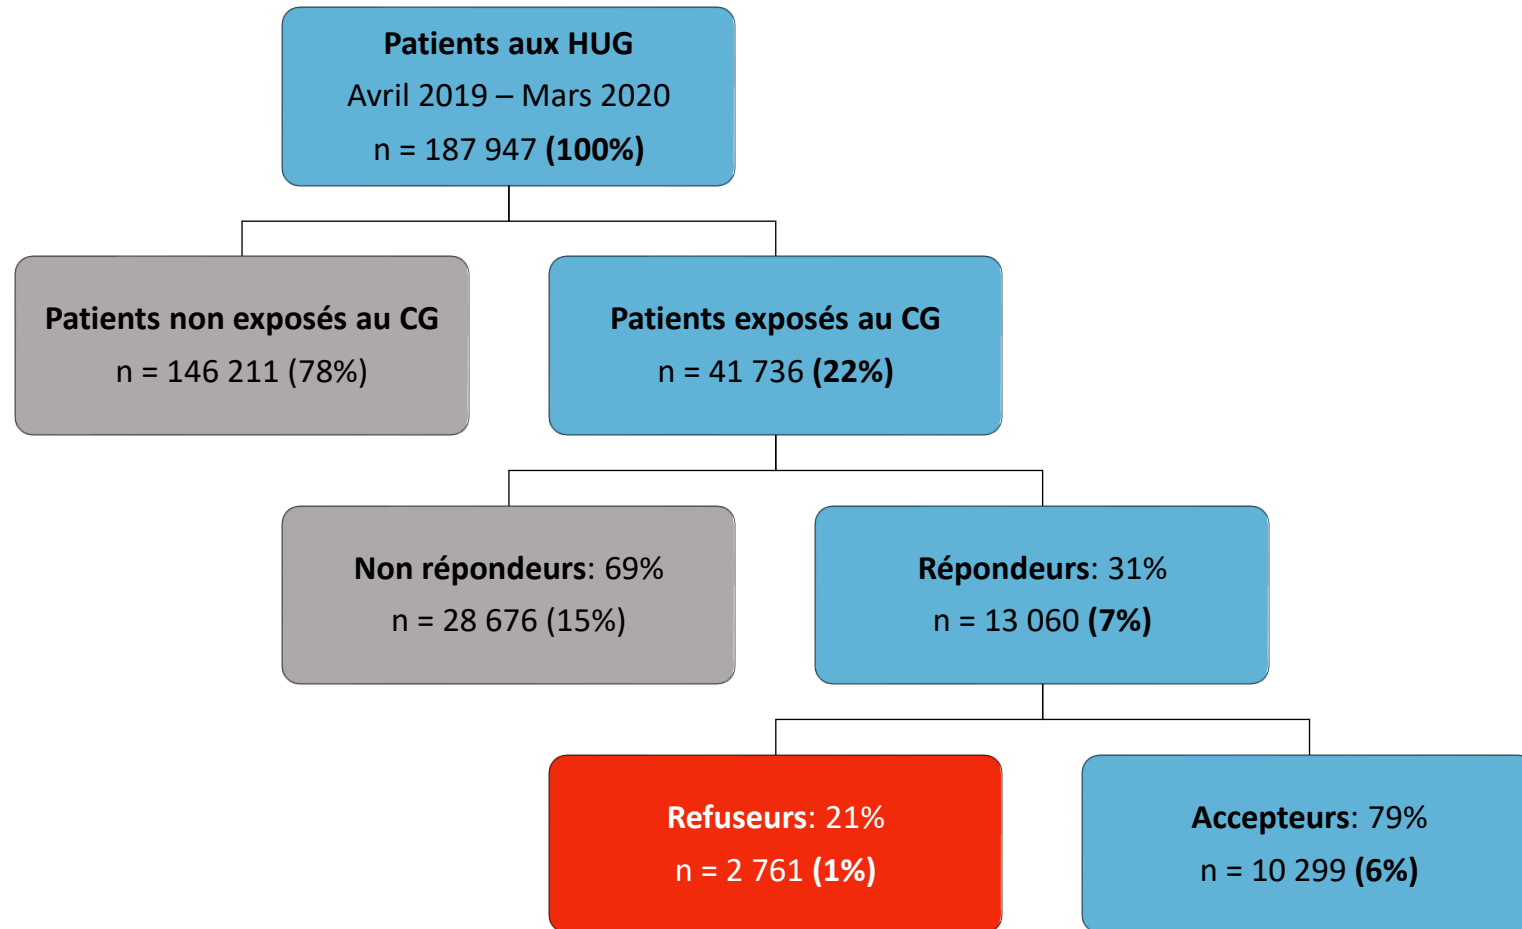 Patients aux HUG
Avril 2019 – Mars 2020
n = 187 947 (100%)
Patients non exposés au CG
n = 146 211 (78%)
Patients exposés au CG
n = 41 736 (22%)
Non répondeurs: 69%
n = 28 676 (15%)
Répondeurs: 31%
n = 13 060 (7%)
Refuseurs: 21%
n = 2 761 (1%)
Accepteurs: 79%
n = 10 299 (6%)